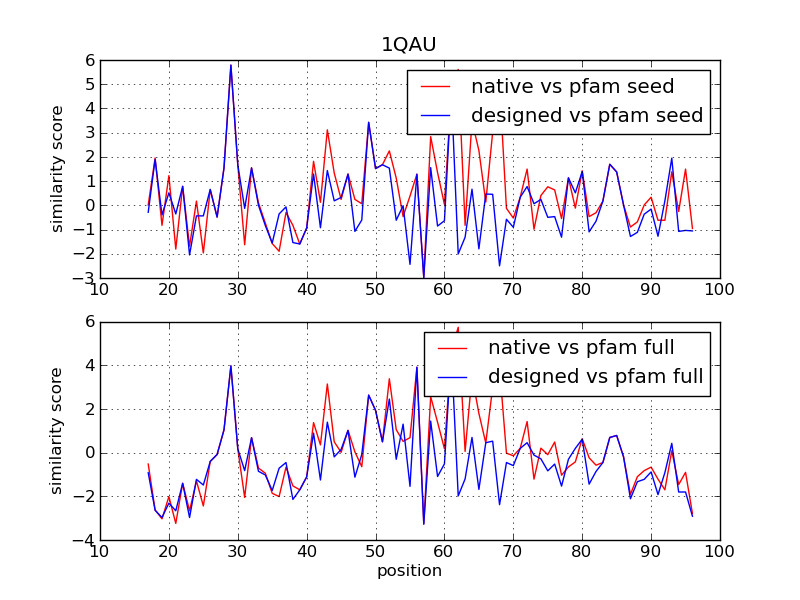 1QAU
6
5
4
3
2
1
0
−1
−2
−3
similarity score
native vs pfam seed
designed vs pfam seed
10 20 30 40 50 60 70 80 90 100
6
4
2
0
−2
−4
similarity score
native vs pfam full
designed vs pfam full
10 20 30 40 50 60 70 80 90 100
position